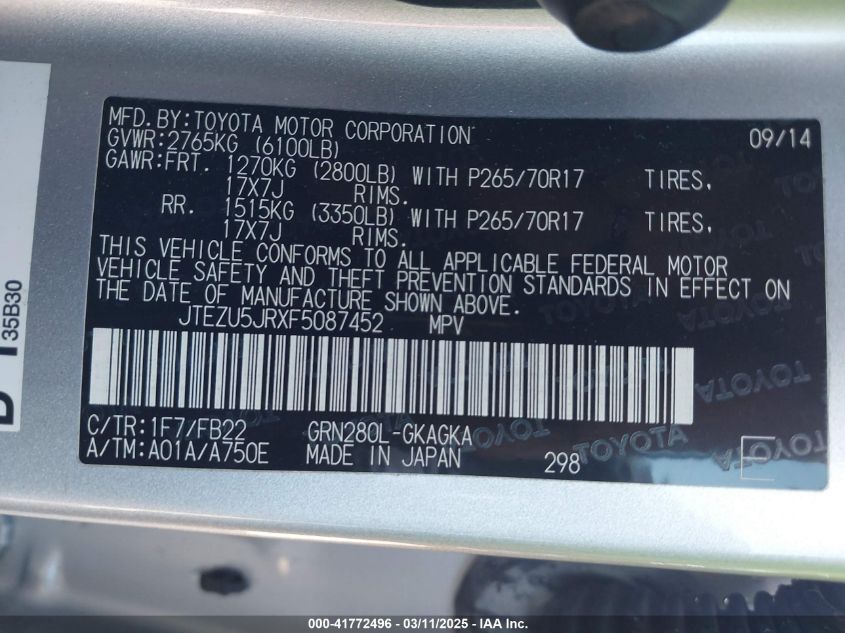 MFD.BY:TOYOTA MOTOR CORPORATION 09/14
GVWR:2765KG (6100LB)
GAWR:FRT. 1270KG (2800LB) WITH P265/70R17 TIRES,
17X7J RIMS.
RR. 1515KG (3350LB) WITH P265/70R17 TIRES,
17X7J RIMS.
THIS VEHICLE CONFORMS TO ALL APPLICABLE FEDERAL MOTOR
VEHICLE SAFETY AND THEFT PREVENTION STANDARDS IN EFFECT ON
THE DATE OF MANUFACTURE SHOWN ABOVE.
JTEZU5JRXF5087452 MPV
C/TR:1F7/FB22 GRN280L-GKAGKA
A/TM:A01A/A750E MADE IN JAPAN 298
E
35B30
TOYOTA
TOYOTA
TOYOTA
TOYOTA
000-41772496 - 03/11/2025 - IAA Inc.